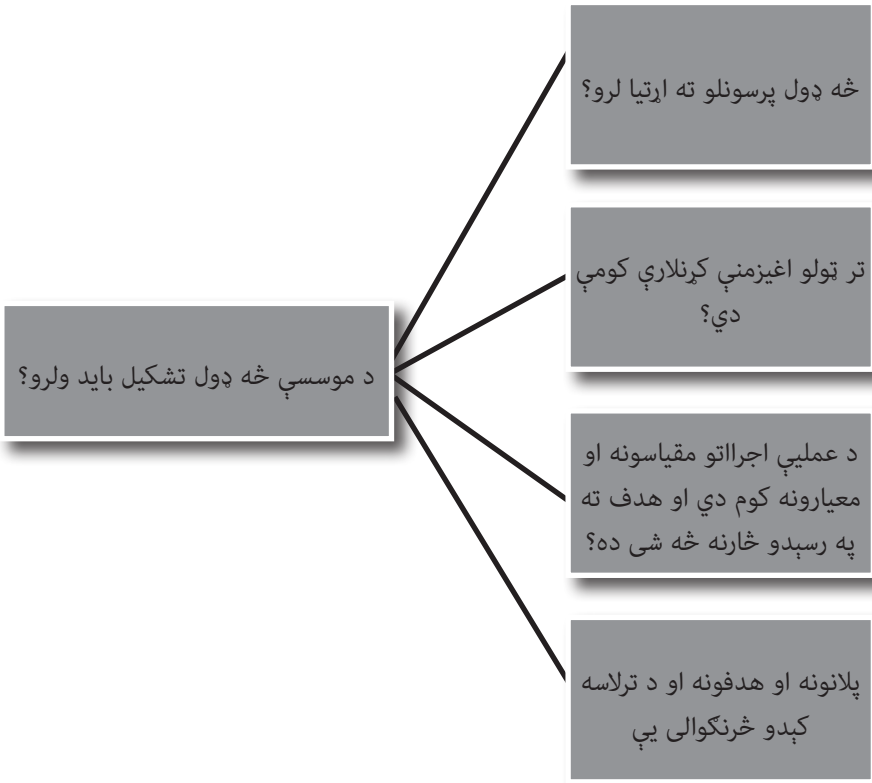 څه ډول پرسونلو ته اړتیا لرو؟
تر ټولو اغیزمنې کړنلارې کومې
دي؟
د موسسې څه ډول تشکیل باید ولرو؟
د عملیې اجرااتو مقیاسونه او
معیارونه کوم دي او هدف ته
په رسېدو څارنه څه شی ده؟
پلانونه او هدفونه او د ترلاسه
کېدو څرنګوالی یې